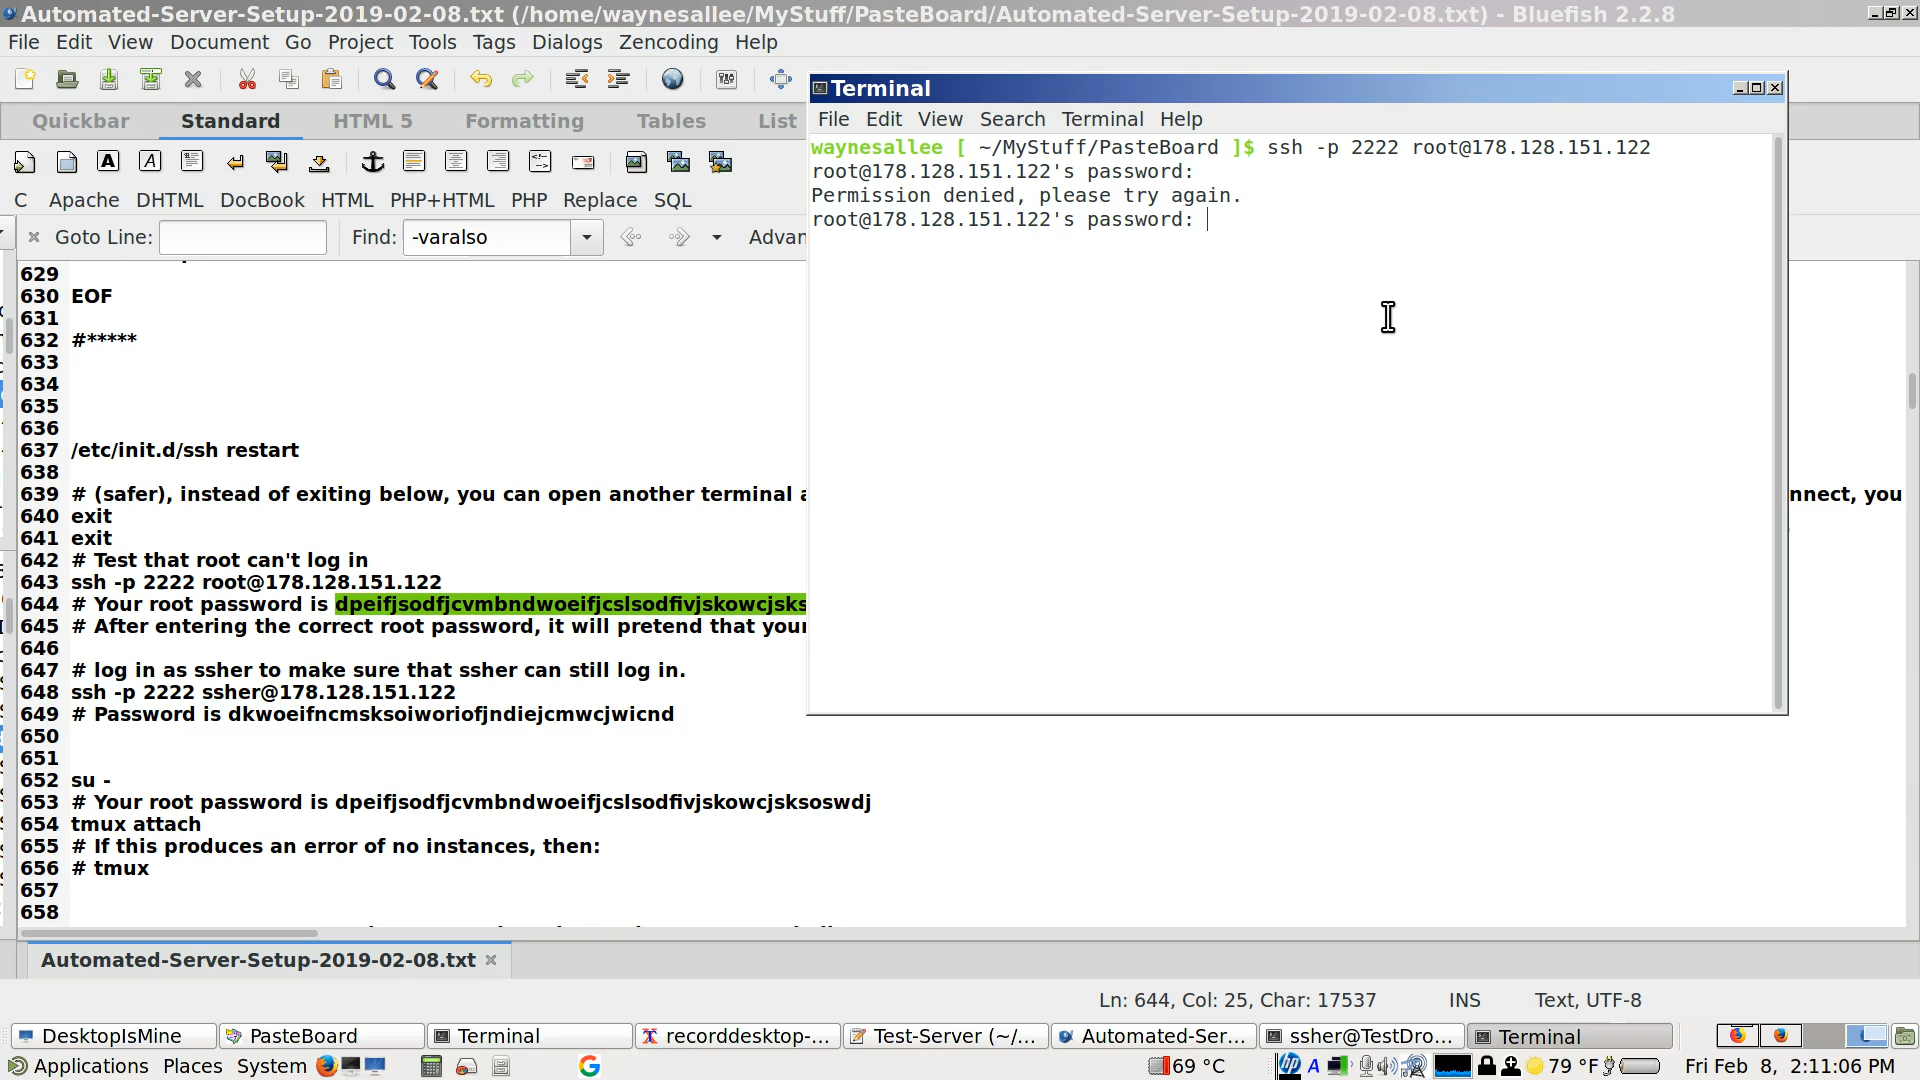 Automated-Server-Setup-2019-02-08.txt (/home/waynesallee/MyStuff/PasteBoard/Automated-Server-Setup-2019-02-08.txt) - Bluefish 2.2.8
File Edit View Document Go Project Tools Tags Dialogs Zencoding Help
Quickbar Standard HTML 5 Formatting Tables List
C Apache DHTML DocBook HTML PHP+HTML PHP Replace SQL
Goto Line: Find: -varalso Advan
Terminal
File Edit View Search Terminal Help
waynesallee [ ~/MyStuff/PasteBoard ]$ ssh -p 2222 root@178.128.151.122
root@178.128.151.122's password:
Permission denied, please try again.
root@178.128.151.122's password:
629
630 EOF
631
632 #*****
633
634
635
636
637 /etc/init.d/ssh restart
638
639 # (safer), instead of exiting below, you can open another terminal a nnect, you
640 exit
641 exit
642 # Test that root can't log in
643 ssh -p 2222 root@178.128.151.122
644 # Your root password is dpeifjsodfjcvmbndwoeifjcslsodfivjskowcjsks
645 # After entering the correct root password, it will pretend that your
646
647 # log in as ssher to make sure that ssher can still log in.
648 ssh -p 2222 ssher@178.128.151.122
649 # Password is dkwoeifncmsksoiworiofjndiejcmwcjwicnd
650
651
652 su -
653 # Your root password is dpeifjsodfjcvmbndwoeifjcslsodfivjskowcjsksoswdj
654 tmux attach
655 # If this produces an error of no instances, then:
656 # tmux
657
658
Automated-Server-Setup-2019-02-08.txt
Ln: 644, Col: 25, Char: 17537 INS Text, UTF-8
DesktopIsMine PasteBoard Terminal recorddesktop-... Test-Server (~/... Automated-Ser... ssher@TestDro... Terminal
Applications Places System 69 °C 79 °F Fri Feb 8, 2:11:06 PM